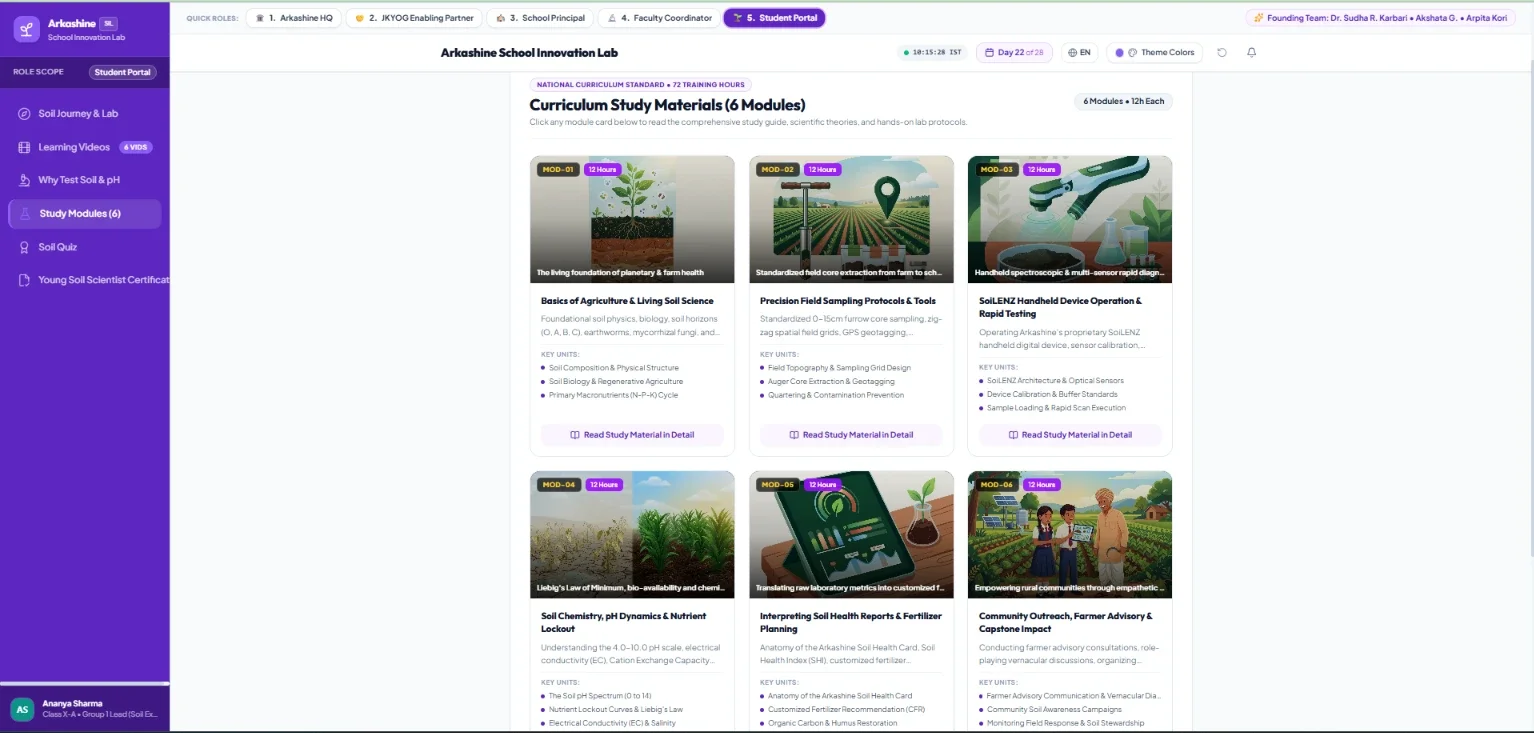 Arkashine SIL
School Innovation Lab
ROLE SCOPE Student Portal
Soil Journey & Lab
Learning Videos 6 VIDS
Why Test Soil & pH
Study Modules (6)
Soil Quiz
Young Soil Scientist Certificat
AS Ananya Sharma
Class X-A • Group 1 Lead (Soil Ex...
QUICK ROLES: 1. Arkashine HQ 2. JKYOG Enabling Partner 3. School Principal 4. Faculty Coordinator 5. Student Portal Founding Team: Dr. Sudha R. Karbari • Akshata G. • Arpita Kori
Arkashine School Innovation Lab 10:15:28 IST Day 22 of 28 EN Theme Colors
NATIONAL CURRICULUM STANDARD • 72 TRAINING HOURS
Curriculum Study Materials (6 Modules) 6 Modules • 12h Each
Click any module card below to read the comprehensive study guide, scientific theories, and hands-on lab protocols.
MOD-01 12 Hours
The living foundation of planetary & farm health
Basics of Agriculture & Living Soil Science
Foundational soil physics, biology, soil horizons
(O, A, B, C), earthworms, mycorrhizal fungi, and...
KEY UNITS:
Soil Composition & Physical Structure
Soil Biology & Regenerative Agriculture
Primary Macronutrients (N-P-K) Cycle
Read Study Material in Detail
MOD-02 12 Hours
Standardized field core extraction from farm to sch...
Precision Field Sampling Protocols & Tools
Standardized 0-15cm furrow core sampling, zig-
zag spatial field grids, GPS geotagging,...
KEY UNITS:
Field Topography & Sampling Grid Design
Auger Core Extraction & Geotagging
Quartering & Contamination Prevention
Read Study Material in Detail
MOD-03 12 Hours
Handheld spectroscopic & multi-sensor rapid diagn...
SoiLENZ Handheld Device Operation &
Rapid Testing
Operating Arkashine's proprietary SoiLENZ
handheld digital device, sensor calibration,...
KEY UNITS:
SoiLENZ Architecture & Optical Sensors
Device Calibration & Buffer Standards
Sample Loading & Rapid Scan Execution
Read Study Material in Detail
MOD-04 12 Hours
Liebig's Law of Minimum, bio-availability and chemi...
Soil Chemistry, pH Dynamics & Nutrient
Lockout
Understanding the 4.0-10.0 pH scale, electrical
conductivity (EC), Cation Exchange Capacity...
KEY UNITS:
The Soil pH Spectrum (0 to 14)
Nutrient Lockout Curves & Liebig's Law
Electrical Conductivity (EC) & Salinity
MOD-05 12 Hours
Translating raw laboratory metrics into customized f...
Interpreting Soil Health Reports & Fertilizer
Planning
Anatomy of the Arkashine Soil Health Card, Soil
Health Index (SHI), customized fertilizer...
KEY UNITS:
Anatomy of the Arkashine Soil Health Card
Customized Fertilizer Recommendation (CFR)
Organic Carbon & Humus Restoration
MOD-06 12 Hours
Empowering rural communities through empathetic ...
Community Outreach, Farmer Advisory &
Capstone Impact
Conducting farmer advisory consultations, role-
playing vernacular discussions, organizing...
KEY UNITS:
Farmer Advisory Communication & Vernacular Dia...
Community Soil Awareness Campaigns
Monitoring Field Response & Soil Stewardship